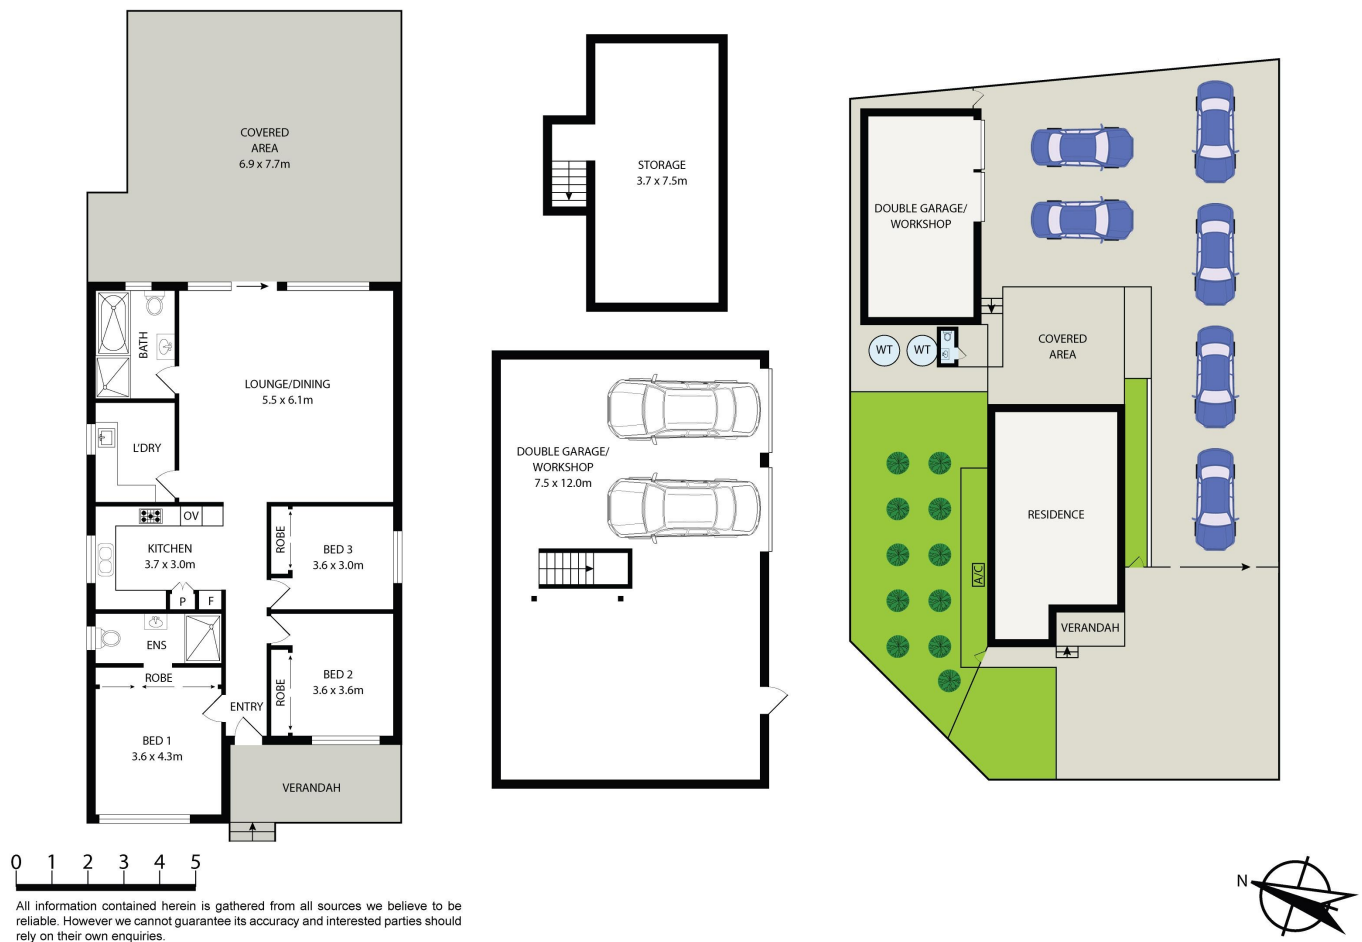 COVERED
AREA
6.9 x 7.7m
BATH
LOUNGE/DINING
5.5 x 6.1m
L'DRY
OV
KITCHEN
3.7 x 3.0m
P
F
ROBE
BED 3
3.6 x 3.0m
ENS
ROBE
ROBE
BED 2
3.6 x 3.6m
ENTRY
BED 1
3.6 x 4.3m
VERANDAH
STORAGE
3.7 x 7.5m
DOUBLE GARAGE/
WORKSHOP
7.5 x 12.0m
DOUBLE GARAGE/
WORKSHOP
WT
WT
COVERED
AREA
RESIDENCE
A/C
VERANDAH
0 1 2 3 4 5
All information contained herein is gathered from all sources we believe to be
reliable. However we cannot guarantee its accuracy and interested parties should
rely on their own enquiries.
N